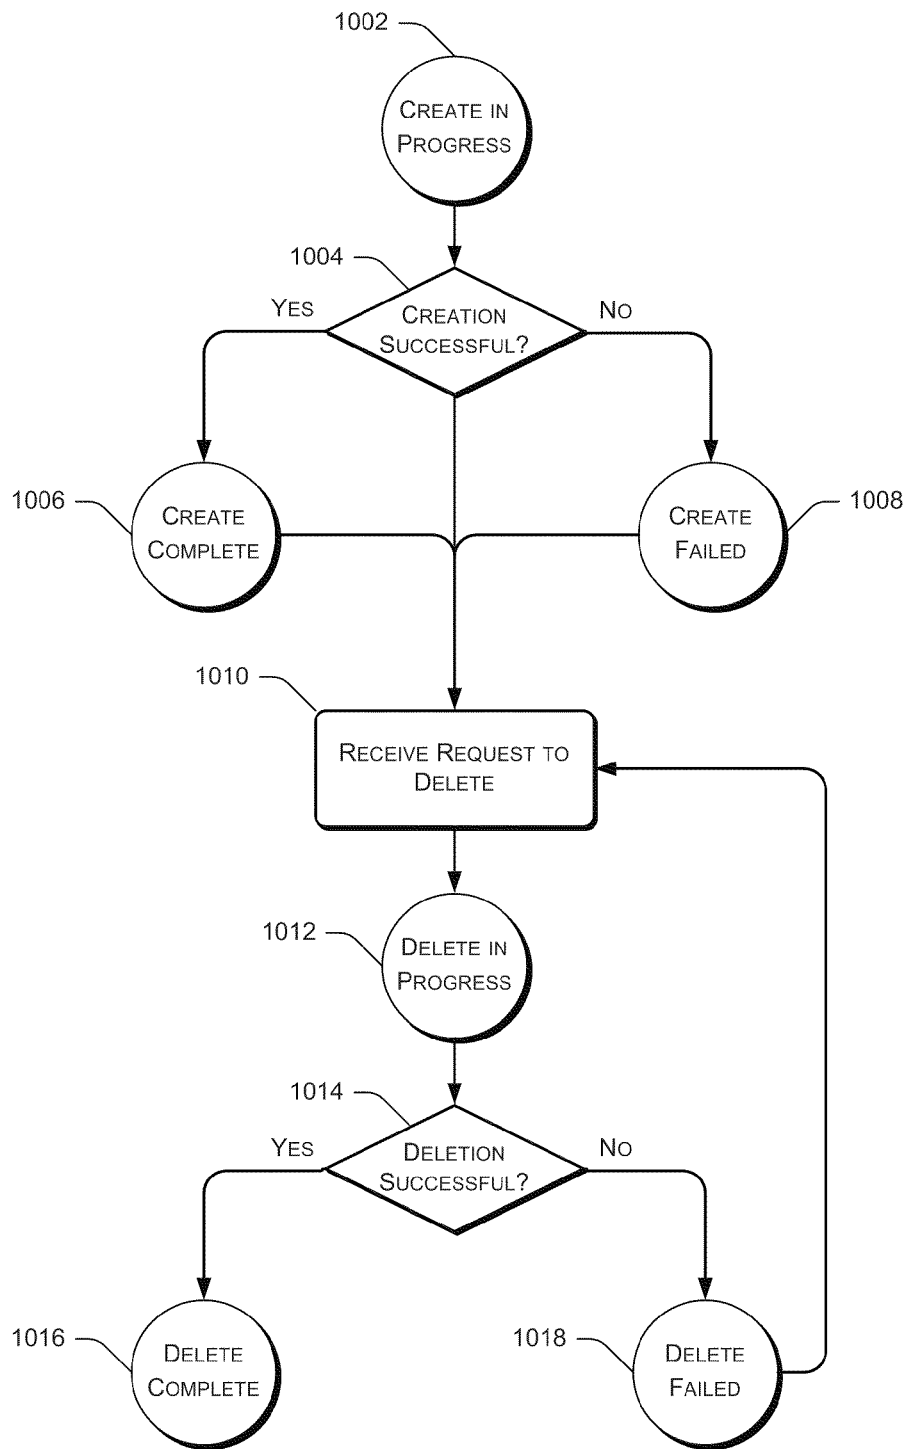 1002
CREATE IN
PROGRESS
1004
YES
CREATION
SUCCESSFUL?
NO
1006
CREATE
COMPLETE
CREATE
FAILED
1008
1010
RECEIVE REQUEST TO
DELETE
1012
DELETE IN
PROGRESS
1014
YES
DELETION
SUCCESSFUL?
NO
1016
DELETE
COMPLETE
1018
DELETE
FAILED